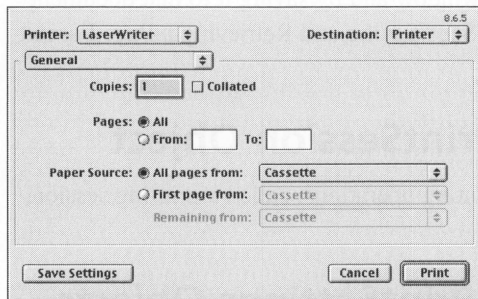 8.6.5
Printer: LaserWriter Destination: Printer
General
Copies: 1 Collated
Pages: All
From: To:
Paper Source: All pages from: Cassette
First page from: Cassette
Remaining from: Cassette
Save Settings Cancel Print